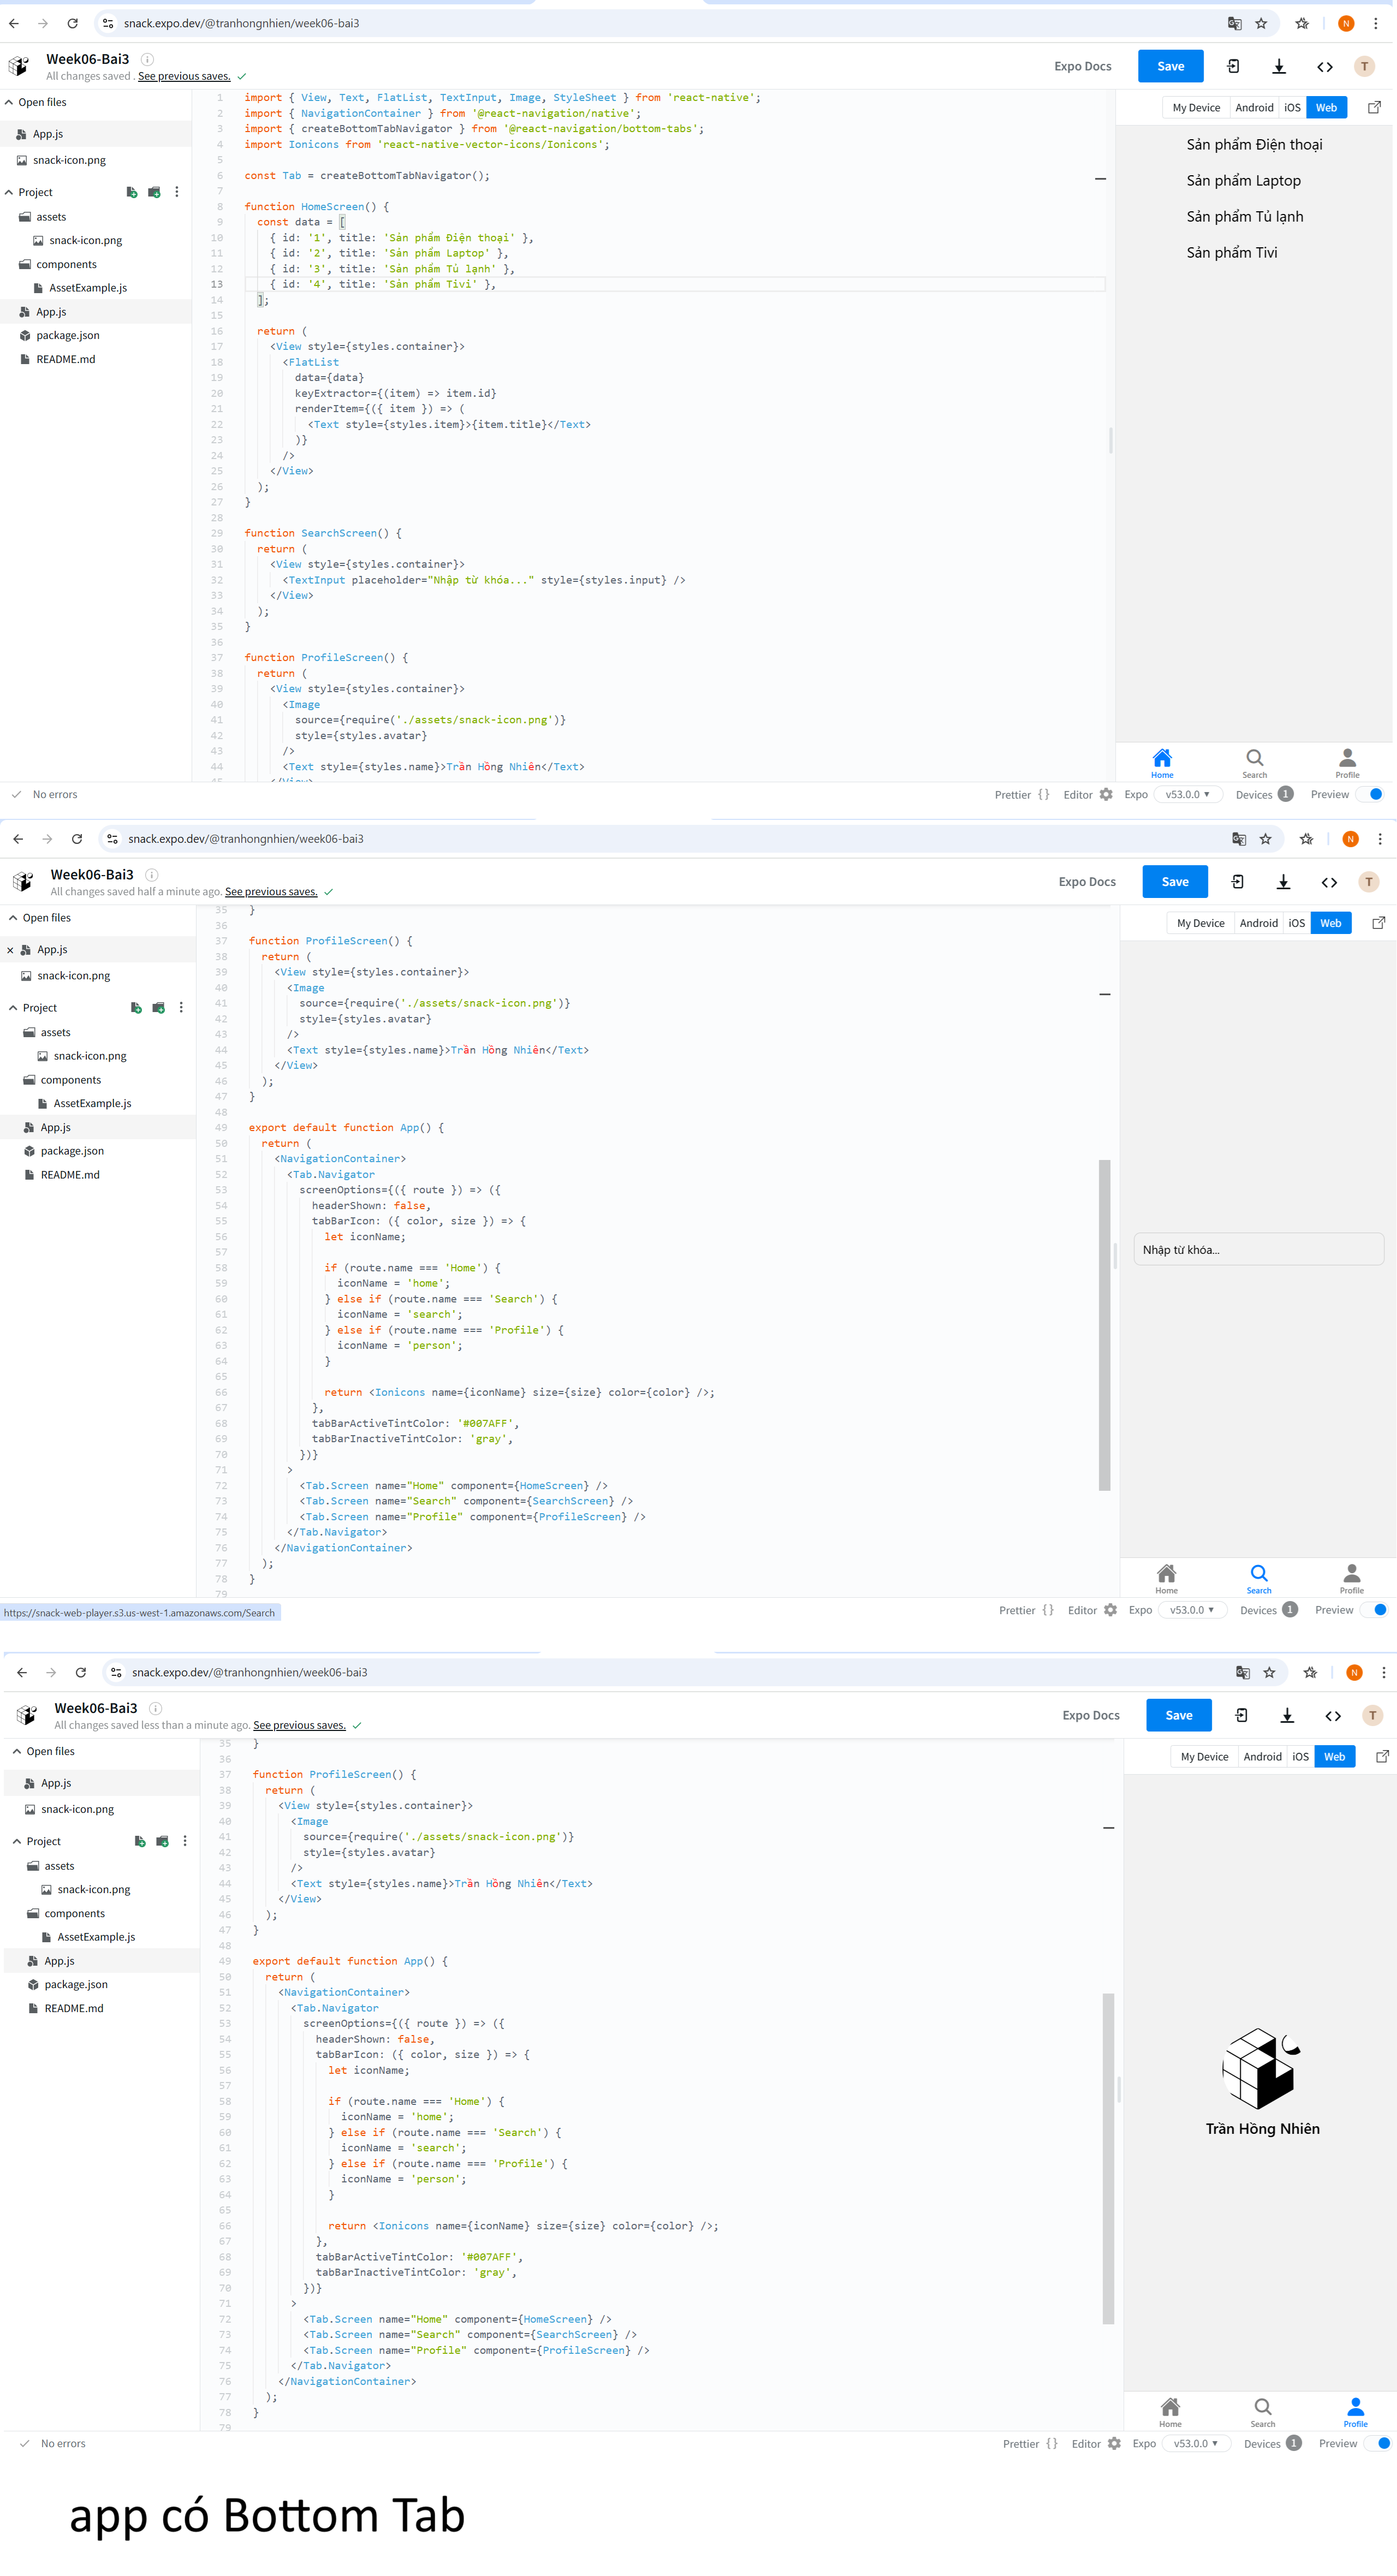 snack.expo.dev/@tranhongnhien/week06-bai3
N
Week06-Bai3
All changes saved . See previous saves.
Expo Docs
Save
T
Open files
App.js
snack-icon.png
Project
assets
snack-icon.png
components
AssetExample.js
App.js
package.json
README.md
1 import { View, Text, FlatList, TextInput, Image, StyleSheet } from 'react-native';
2 import { NavigationContainer } from '@react-navigation/native';
3 import { createBottomTabNavigator } from '@react-navigation/bottom-tabs';
4 import Ionicons from 'react-native-vector-icons/Ionicons';
5
6 const Tab = createBottomTabNavigator();
7
8 function HomeScreen() {
9 const data = [
10 { id: '1', title: 'Sản phẩm Điện thoại' },
11 { id: '2', title: 'Sản phẩm Laptop' },
12 { id: '3', title: 'Sản phẩm Tủ lạnh' },
13 { id: '4', title: 'Sản phẩm Tivi' },
14 ];
15
16 return (
17 <View style={styles.container}>
18 <FlatList
19 data={data}
20 keyExtractor={(item) => item.id}
21 renderItem={({ item }) => (
22 <Text style={styles.item}>{item.title}</Text>
23 )}
24 />
25 </View>
26 );
27 }
28
29 function SearchScreen() {
30 return (
31 <View style={styles.container}>
32 <TextInput placeholder="Nhập từ khóa..." style={styles.input} />
33 </View>
34 );
35 }
36
37 function ProfileScreen() {
38 return (
39 <View style={styles.container}>
40 <Image
41 source={require('./assets/snack-icon.png')}
42 style={styles.avatar}
43 />
44 <Text style={styles.name}>Trần Hồng Nhiên</Text>
My Device Android iOS Web
Sản phẩm Điện thoại
Sản phẩm Laptop
Sản phẩm Tủ lạnh
Sản phẩm Tivi
Home Search Profile
No errors
Prettier {} Editor Expo v53.0.0 ▼ Devices 1 Preview
snack.expo.dev/@tranhongnhien/week06-bai3
N
Week06-Bai3
All changes saved half a minute ago. See previous saves.
Expo Docs
Save
T
Open files
App.js
snack-icon.png
Project
assets
snack-icon.png
components
AssetExample.js
App.js
package.json
README.md
35 }
36
37 function ProfileScreen() {
38 return (
39 <View style={styles.container}>
40 <Image
41 source={require('./assets/snack-icon.png')}
42 style={styles.avatar}
43 />
44 <Text style={styles.name}>Trần Hồng Nhiên</Text>
45 </View>
46 );
47 }
48
49 export default function App() {
50 return (
51 <NavigationContainer>
52 <Tab.Navigator
53 screenOptions={({ route }) => ({
54 headerShown: false,
55 tabBarIcon: ({ color, size }) => {
56 let iconName;
57
58 if (route.name === 'Home') {
59 iconName = 'home';
60 } else if (route.name === 'Search') {
61 iconName = 'search';
62 } else if (route.name === 'Profile') {
63 iconName = 'person';
64 }
65
66 return <Ionicons name={iconName} size={size} color={color} />;
67 },
68 tabBarActiveTintColor: '#007AFF',
69 tabBarInactiveTintColor: 'gray',
70 })}
71 >
72 <Tab.Screen name="Home" component={HomeScreen} />
73 <Tab.Screen name="Search" component={SearchScreen} />
74 <Tab.Screen name="Profile" component={ProfileScreen} />
75 </Tab.Navigator>
76 </NavigationContainer>
77 );
78 }
79
My Device Android iOS Web
Nhập từ khóa...
Home Search Profile
https://snack-web-player.s3.us-west-1.amazonaws.com/Search
Prettier {} Editor Expo v53.0.0 ▼ Devices 1 Preview
snack.expo.dev/@tranhongnhien/week06-bai3
N
Week06-Bai3
All changes saved less than a minute ago. See previous saves.
Expo Docs
Save
T
Open files
App.js
snack-icon.png
Project
assets
snack-icon.png
components
AssetExample.js
App.js
package.json
README.md
35 }
36
37 function ProfileScreen() {
38 return (
39 <View style={styles.container}>
40 <Image
41 source={require('./assets/snack-icon.png')}
42 style={styles.avatar}
43 />
44 <Text style={styles.name}>Trần Hồng Nhiên</Text>
45 </View>
46 );
47 }
48
49 export default function App() {
50 return (
51 <NavigationContainer>
52 <Tab.Navigator
53 screenOptions={({ route }) => ({
54 headerShown: false,
55 tabBarIcon: ({ color, size }) => {
56 let iconName;
57
58 if (route.name === 'Home') {
59 iconName = 'home';
60 } else if (route.name === 'Search') {
61 iconName = 'search';
62 } else if (route.name === 'Profile') {
63 iconName = 'person';
64 }
65
66 return <Ionicons name={iconName} size={size} color={color} />;
67 },
68 tabBarActiveTintColor: '#007AFF',
69 tabBarInactiveTintColor: 'gray',
70 })}
71 >
72 <Tab.Screen name="Home" component={HomeScreen} />
73 <Tab.Screen name="Search" component={SearchScreen} />
74 <Tab.Screen name="Profile" component={ProfileScreen} />
75 </Tab.Navigator>
76 </NavigationContainer>
77 );
78 }
79
My Device Android iOS Web
Trần Hồng Nhiên
Home Search Profile
No errors
Prettier {} Editor Expo v53.0.0 ▼ Devices 1 Preview
app có Bottom Tab